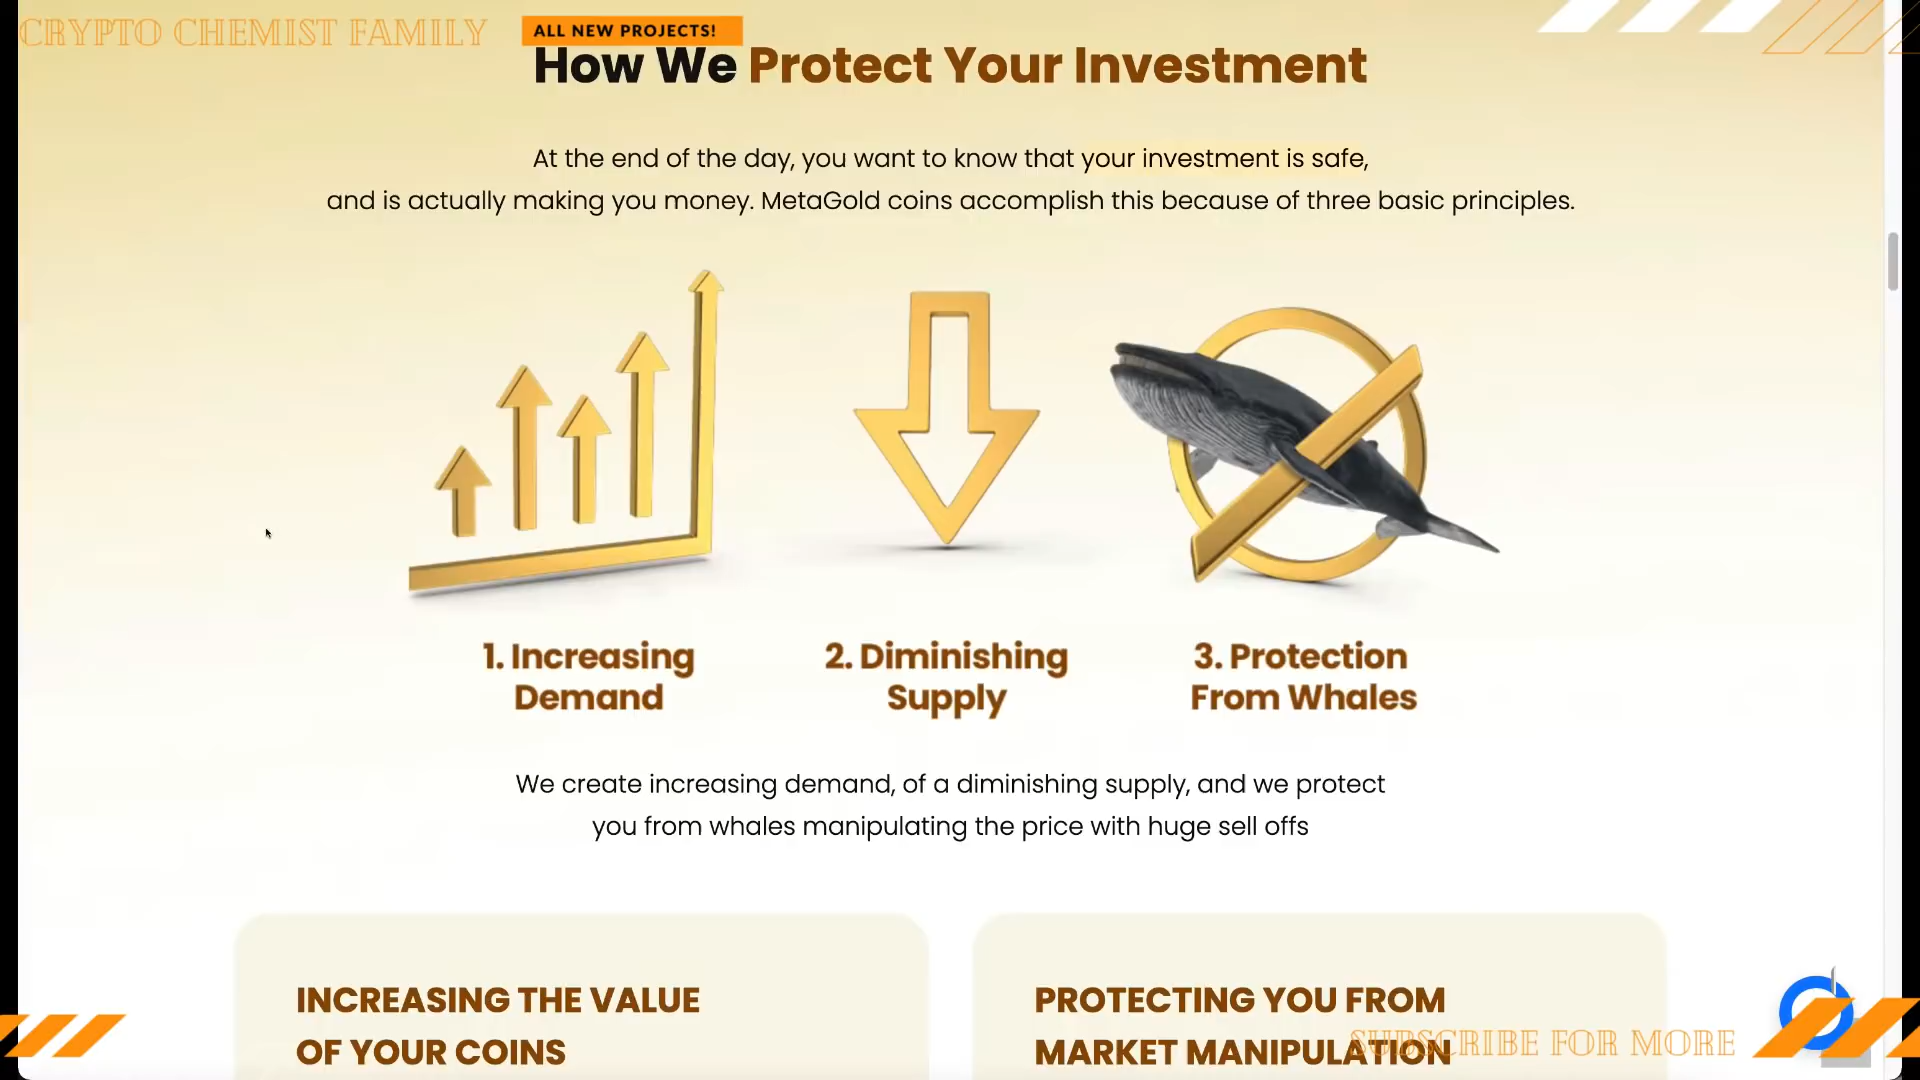 CRYPTO CHEMIST FAMILY
ALL NEW PROJECTS!
How We Protect Your Investment
At the end of the day, you want to know that your investment is safe,
and is actually making you money. MetaGold coins accomplish this because of three basic principles.
1. Increasing
Demand
2. Diminishing
Supply
3. Protection
From Whales
We create increasing demand, of a diminishing supply, and we protect
you from whales manipulating the price with huge sell offs
INCREASING THE VALUE
OF YOUR COINS
PROTECTING YOU FROM
MARKET MANIPULATION
SUBSCRIBE FOR MORE